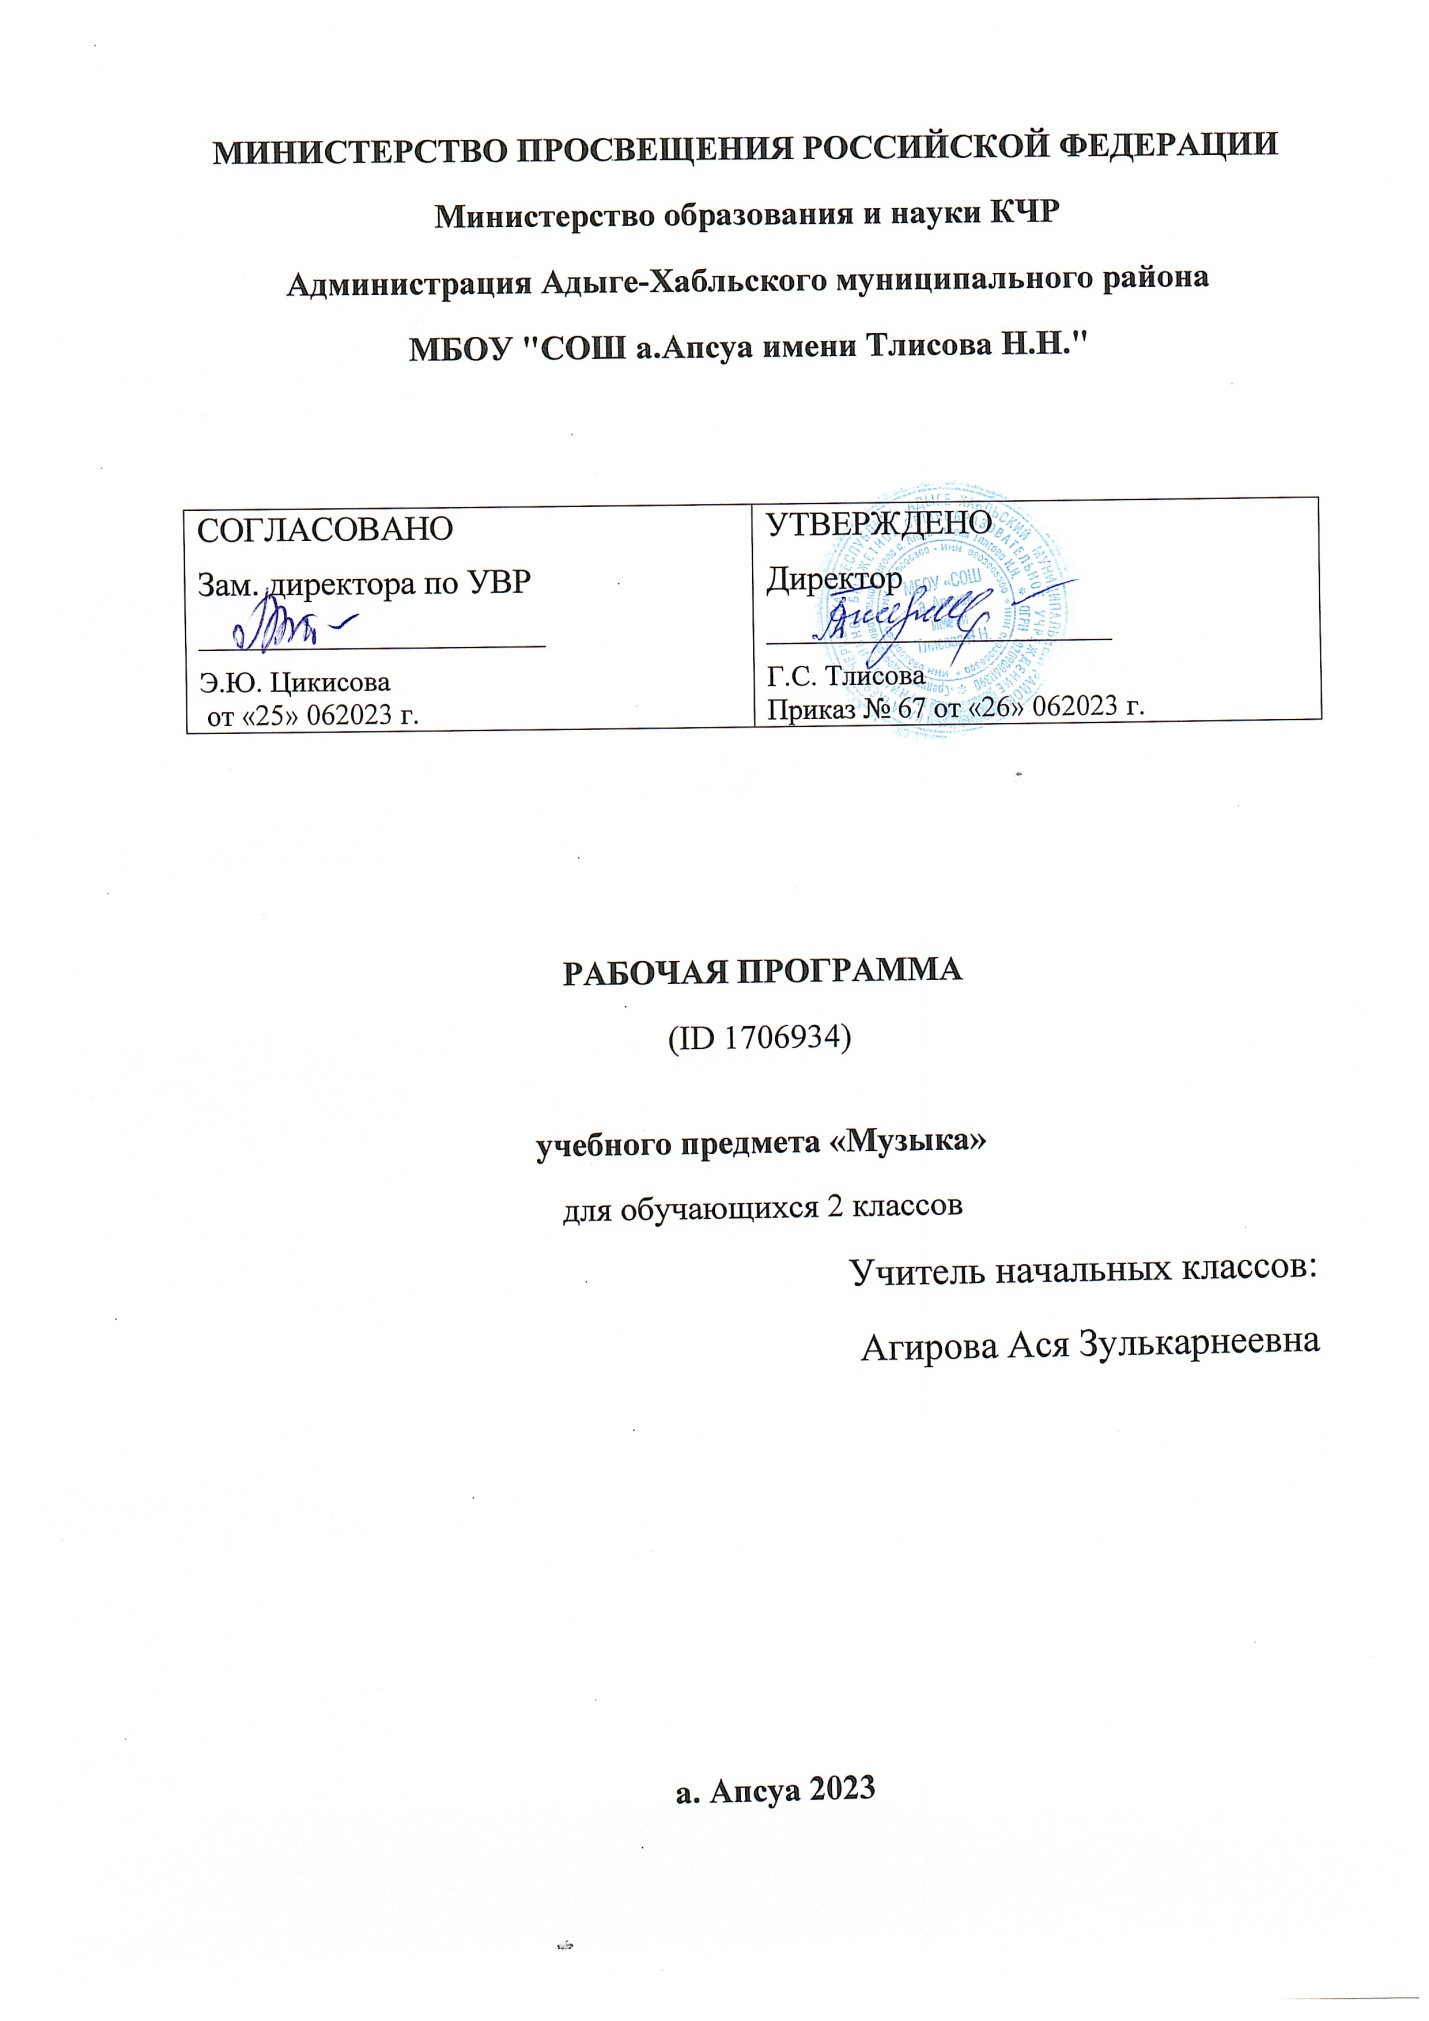 МИНИСТЕРСТВО ПРОСВЕЩЕНИЯ РОССИЙСКОЙ ФЕДЕРАЦИИ
Министерство образования и науки КЧР
Администрация Адыге-Хабльского муниципального района
МБОУ "СОШ а.Апсуа имени Тлисова Н.Н."
СОГЛАСОВАНО
Зам. директора по УВР
Э.Ю. Цикисова
от «25» 062023 г.
УТВЕРЖДЕНО
Директор
Г.С. Тлисова
Приказ № 67 от «26» 062023 г.
МБОУ «СОШ
РАБОЧАЯ ПРОГРАММА
(ID 1706934)
учебного предмета «Музыка»
для обучающихся 2 классов
Учитель начальных классов:
Агирова Ася Зулькарнеевна
а. Апсуа 2023